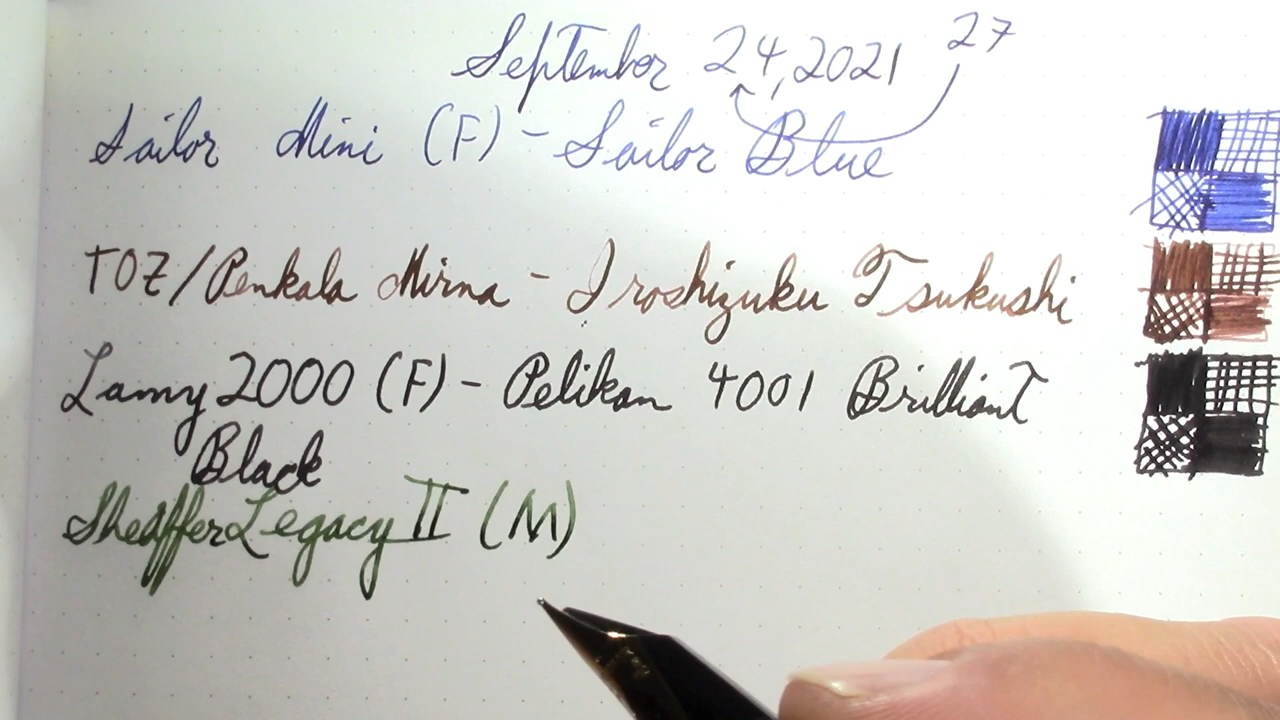 September 24, 2021 27
Sailor Mini (F) - Sailor Blue
TOZ/Penkala Mirna - Iroshizuku Tsukushi
Lamy 2000 (F) - Pelikan 4001 Brilliant
Black
Sheaffer Legacy II (M)